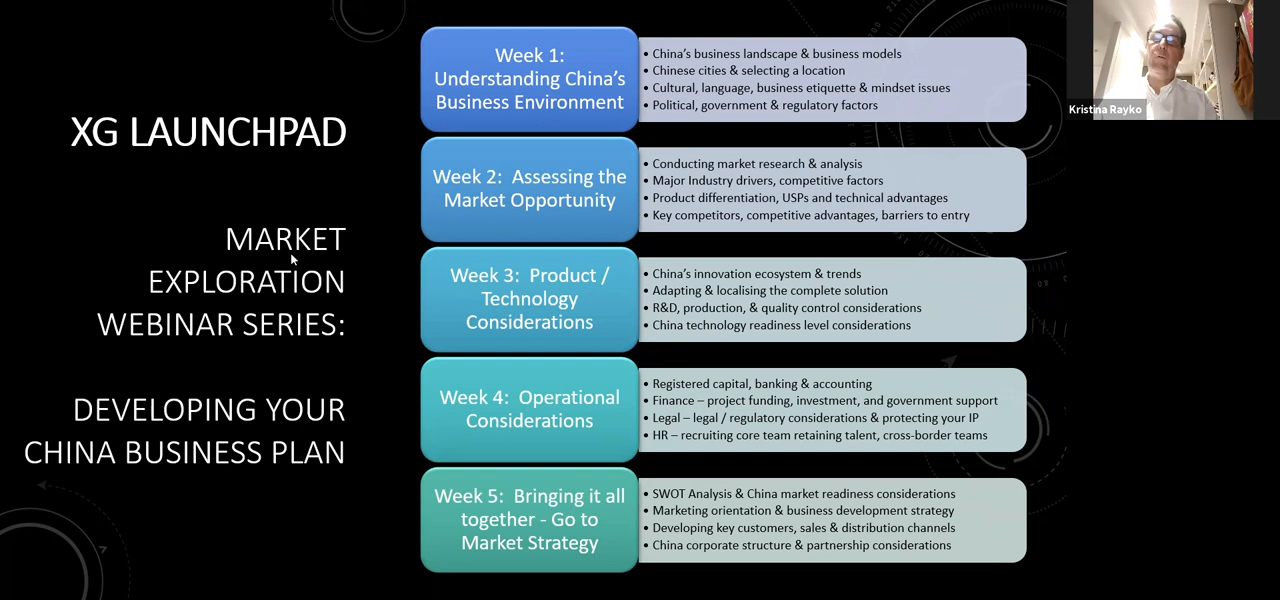 XG LAUNCHPAD
MARKET
EXPLORATION
WEBINAR SERIES:
DEVELOPING YOUR
CHINA BUSINESS PLAN
Week 1:
Understanding China's
Business Environment
• China's business landscape & business models
• Chinese cities & selecting a location
• Cultural, language, business etiquette & mindset issues
• Political, government & regulatory factors
Week 2:  Assessing the
Market Opportunity
• Conducting market research & analysis
• Major Industry drivers, competitive factors
• Product differentiation, USPs and technical advantages
• Key competitors, competitive advantages, barriers to entry
Week 3:  Product /
Technology
Considerations
• China's innovation ecosystem & trends
• Adapting & localising the complete solution
• R&D, production, & quality control considerations
• China technology readiness level considerations
Week 4:  Operational
Considerations
• Registered capital, banking & accounting
• Finance – project funding, investment, and government support
• Legal – legal / regulatory considerations & protecting your IP
• HR – recruiting core team retaining talent, cross-border teams
Week 5:  Bringing it all
together - Go to
Market Strategy
• SWOT Analysis & China market readiness considerations
• Marketing orientation & business development strategy
• Developing key customers, sales & distribution channels
• China corporate structure & partnership considerations
Kristina Rayko